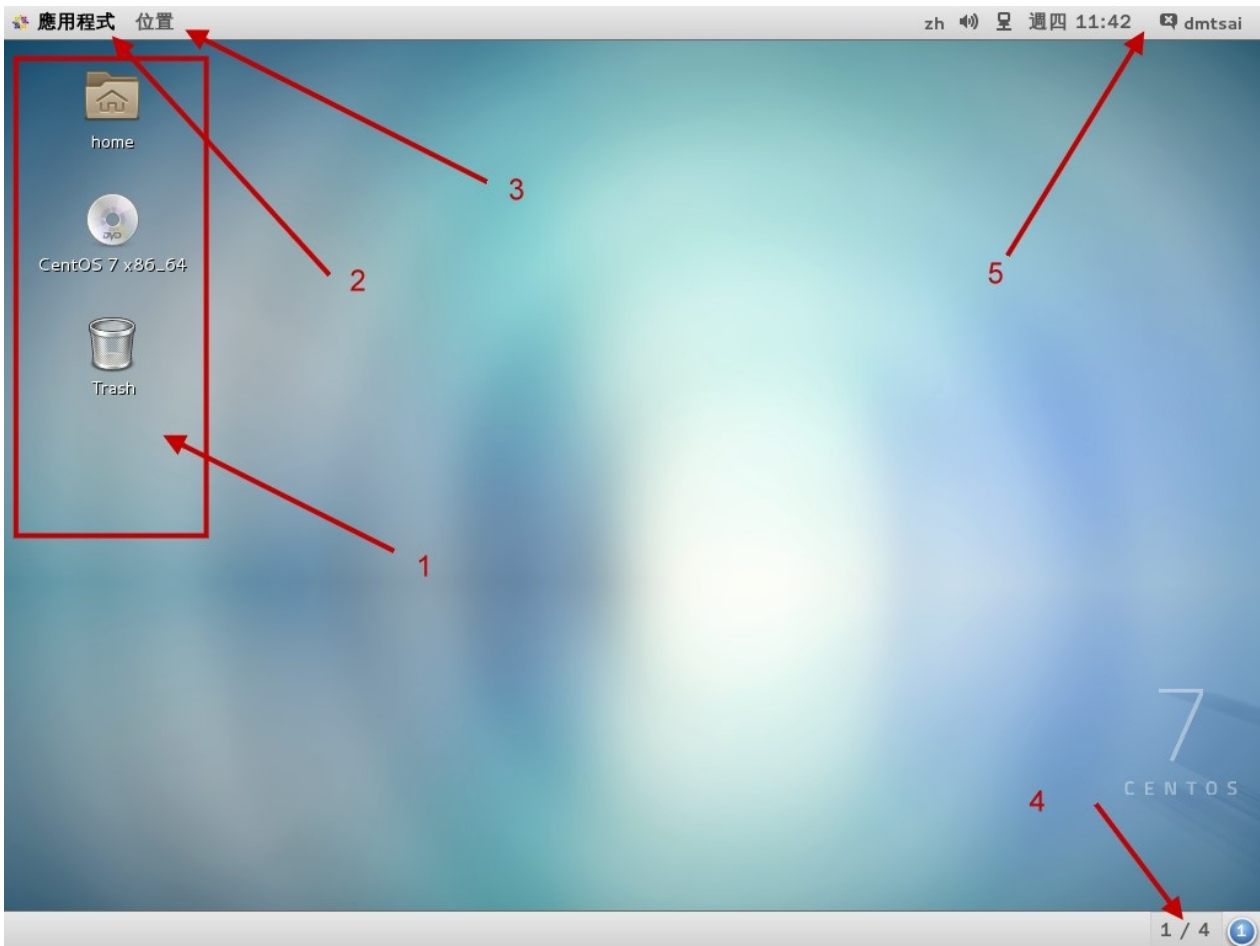 應用程式 位置 zh 週四 11:42 dmtsai
home
3
2
5
DVD
CentOS 7 x86_64
Trash
1
7
CENTOS
4
1 / 4 1